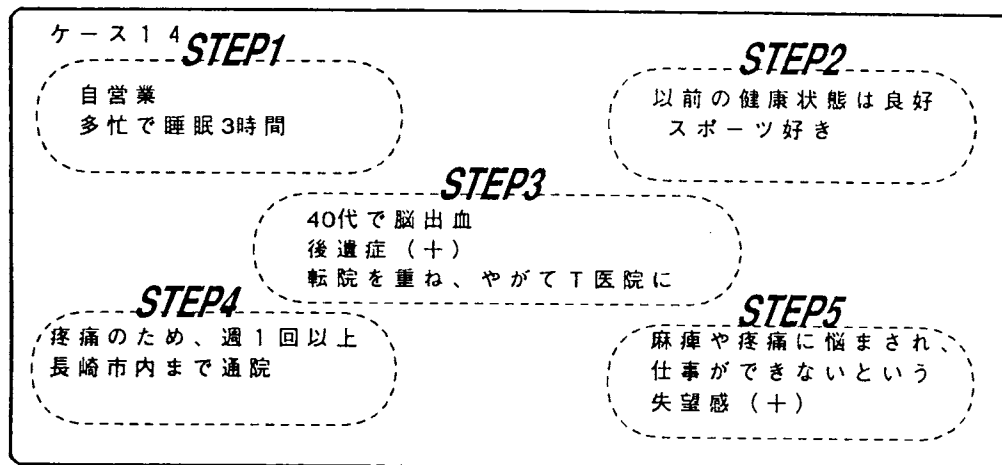 ケース14
STEP1
自営業
多忙で睡眠3時間
STEP2
以前の健康状態は良好
スポーツ好き
STEP3
40代で脳出血
後遺症(+)
転院を重ね、やがてT医院に
STEP4
疼痛のため、週1回以上
長崎市内まで通院
STEP5
麻痺や疼痛に悩まされ、
仕事ができないという
失望感(+)